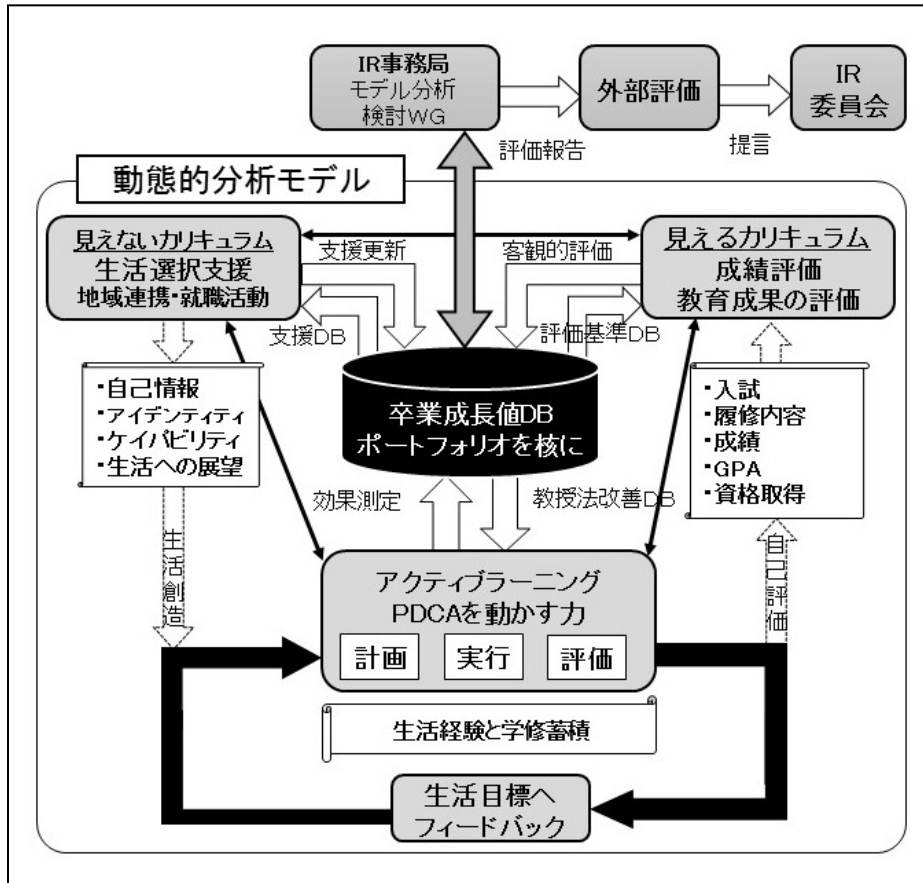 IR事務局
モデル分析
検討WG
外部評価
IR
委員会
評価報告
提言
動態的分析モデル
見えないカリキュラム
生活選択支援
地域連携・就職活動
支援更新
客観的評価
見えるカリキュラム
成績評価
教育成果の評価
支援DB
評価基準DB
・自己情報
・アイデンティティ
・ケイパビリティ
・生活への展望
卒業成長値DB
ポートフォリオを核に
・入試
・履修内容
・成績
・GPA
・資格取得
効果測定
教授法改善DB
生活創造
自己評価
アクティブラーニング
PDCAを動かす力
計画
実行
評価
生活経験と学修蓄積
生活目標へ
フィードバック